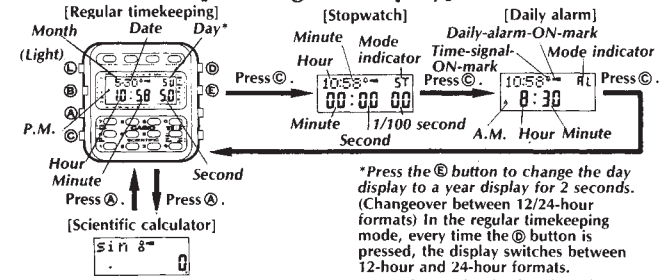 [Regular timekeeping]
Month Date Day*
(Light)
Ⓛ
Ⓑ
Ⓐ
Ⓒ
Ⓓ
Ⓔ
5-30 SU
10:58 50
CASIO
P.M.
Hour
Minute
Second
Press Ⓐ. Press Ⓐ.
[Scientific calculator]
sin
0
Press Ⓒ.
[Stopwatch]
Minute Mode
Hour indicator
10:58 ST
00:00 00
Minute 1/100 second
Second
Press Ⓒ.
[Daily alarm]
Daily-alarm-ON-mark
Time-signal- Mode indicator
ON-mark
10:58 AL
8:30
A.M. Hour Minute
Press Ⓒ.
*Press the Ⓔ button to change the day
display to a year display for 2 seconds.
(Changeover between 12/24-hour
formats) In the regular timekeeping
mode, every time the Ⓓ button is
pressed, the display switches between
12-hour and 24-hour formats.